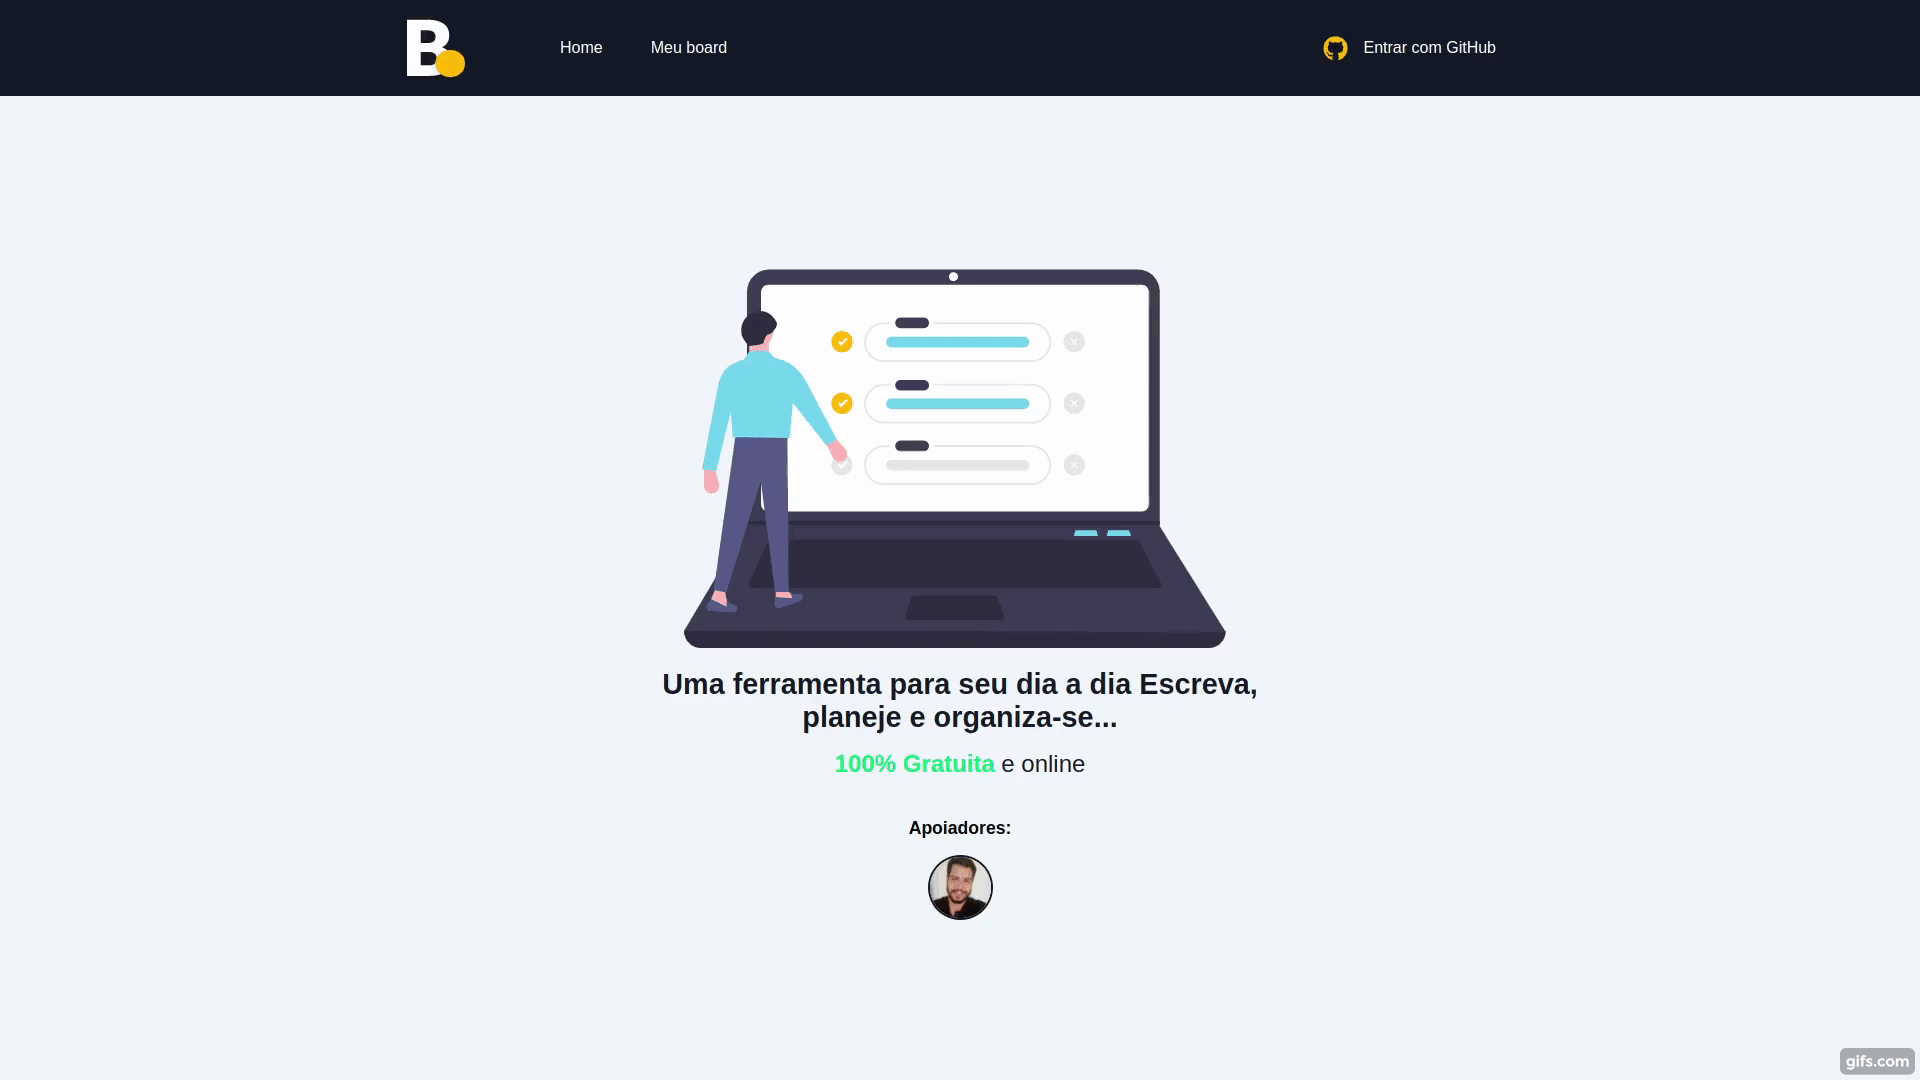 B
Home
Meu board
Entrar com GitHub
Uma ferramenta para seu dia a dia Escreva,
planeje e organiza-se...
100% Gratuita e online
Apoiadores:
gifs.com